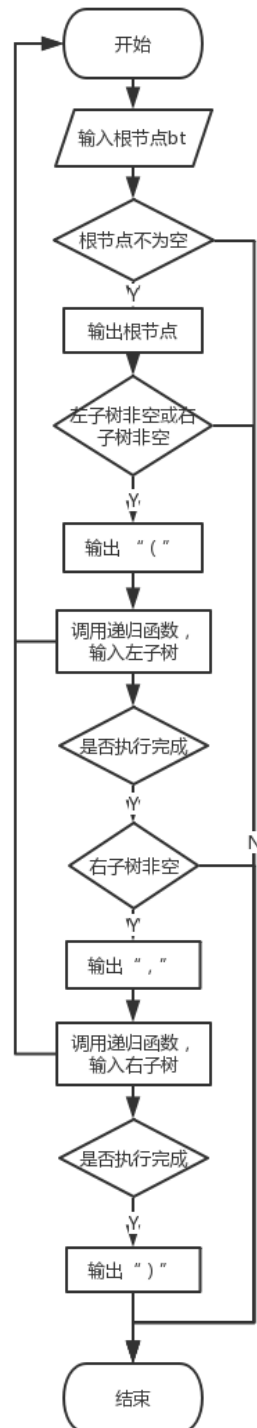 开始
输入根节点bt
根节点不为空
Y
输出根节点
左子树非空或右
子树非空
Y
输出 “ ( ”
调用递归函数，
输入左子树
是否执行完成
Y
N
右子树非空
Y
输出 “ , ”
调用递归函数，
输入右子树
是否执行完成
Y
输出 “ ) ”
结束